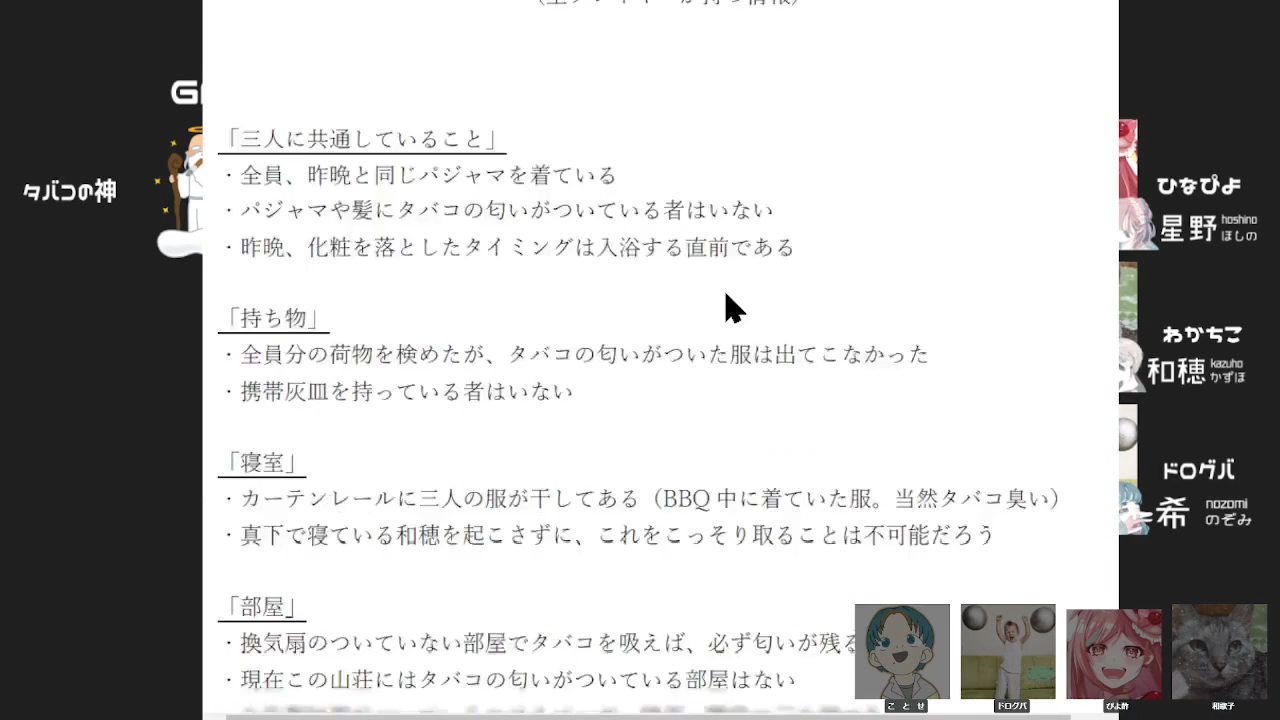 「三人に共通していること」
・全員、昨晩と同じパジャマを着ている
・パジャマや髪にタバコの匂いがついている者はいない
・昨晩、化粧を落としたタイミングは入浴する直前である
「持ち物」
・全員分の荷物を検めたが、タバコの匂いがついた服は出てこなかった
・携帯灰皿を持っている者はいない
「寝室」
・カーテンレールに三人の服が干してある（BBQ 中に着ていた服。当然タバコ臭い）
・真下で寝ている和穂を起こさずに、これをこっそり取ることは不可能だろう
「部屋」
・換気扇のついていない部屋でタバコを吸えば、必ず匂いが残る
・現在この山荘にはタバコの匂いがついている部屋はない
タバコの神
ひなぴよ
星野 hoshino ほしの
わかちこ
和穂 kazuho かずほ
ドログバ
希 nozomi のぞみ
ことせ
ドログバ
ぴよ酢
和歌子